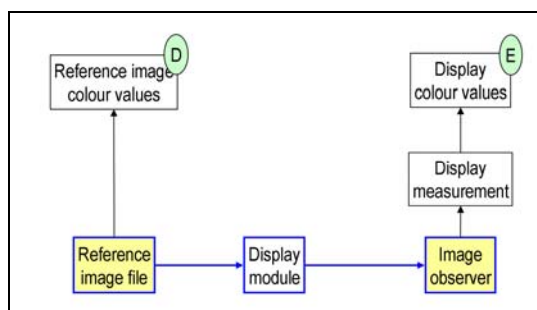 D
Reference image
colour values
E
Display
colour values
Display
measurement
Reference
image file
Display
module
Image
observer